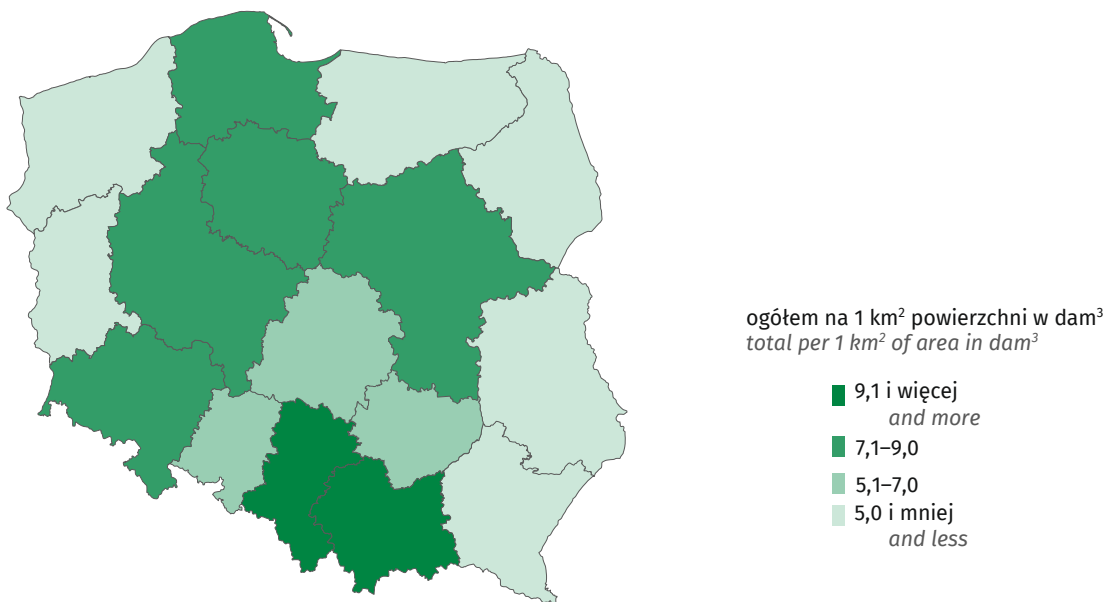 ogółem na 1 km² powierzchni w dam³
total per 1 km² of area in dam³
9,1 i więcej
and more
7,1–9,0
5,1–7,0
5,0 i mniej
and less